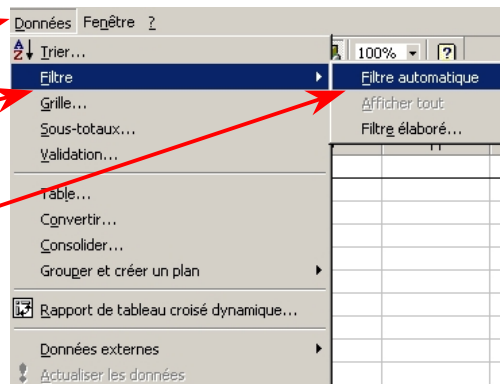 Données Fenêtre ?
Trier...
100%
Filtre
Filtre automatique
Grille...
Afficher tout
Sous-totaux...
Filtre élaboré...
Validation...
Table...
Convertir...
Consolider...
Grouper et créer un plan
Rapport de tableau croisé dynamique...
Données externes
Actualiser les données